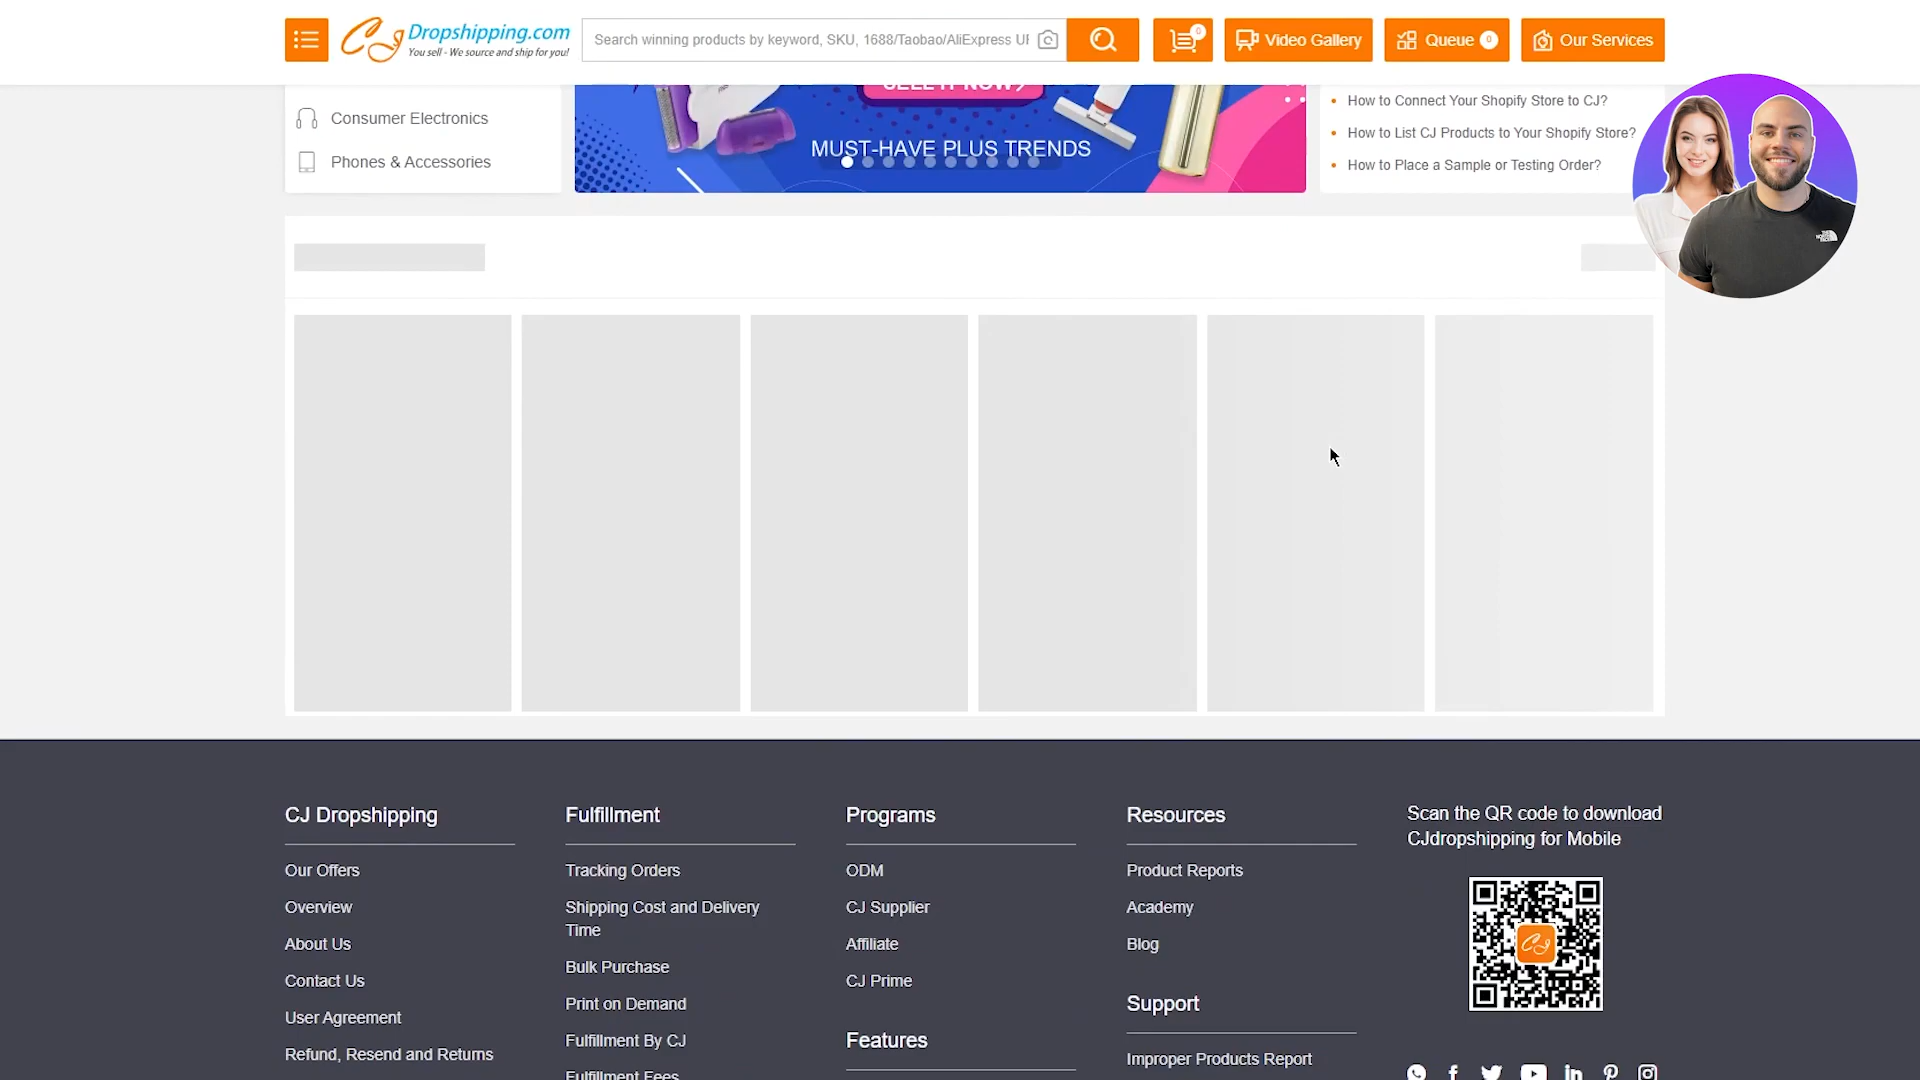 Dropshipping.com
You sell - We source and ship for you!
Search winning products by keyword, SKU, 1688/Taobao/AliExpress
0
Video Gallery
Queue 0
Our Services
Consumer Electronics
Phones & Accessories
SELL IT NOW
MUST-HAVE PLUS TRENDS
How to Connect Your Shopify Store to CJ?
How to List CJ Products to Your Shopify Store?
How to Place a Sample or Testing Order?
CJ Dropshipping
Our Offers
Overview
About Us
Contact Us
User Agreement
Refund, Resend and Returns
Fulfillment
Tracking Orders
Shipping Cost and Delivery
Time
Bulk Purchase
Print on Demand
Fulfillment By CJ
Fulfillment Fees
Programs
ODM
CJ Supplier
Affiliate
CJ Prime
Features
Resources
Product Reports
Academy
Blog
Support
Improper Products Report
Scan the QR code to download
CJdropshipping for Mobile